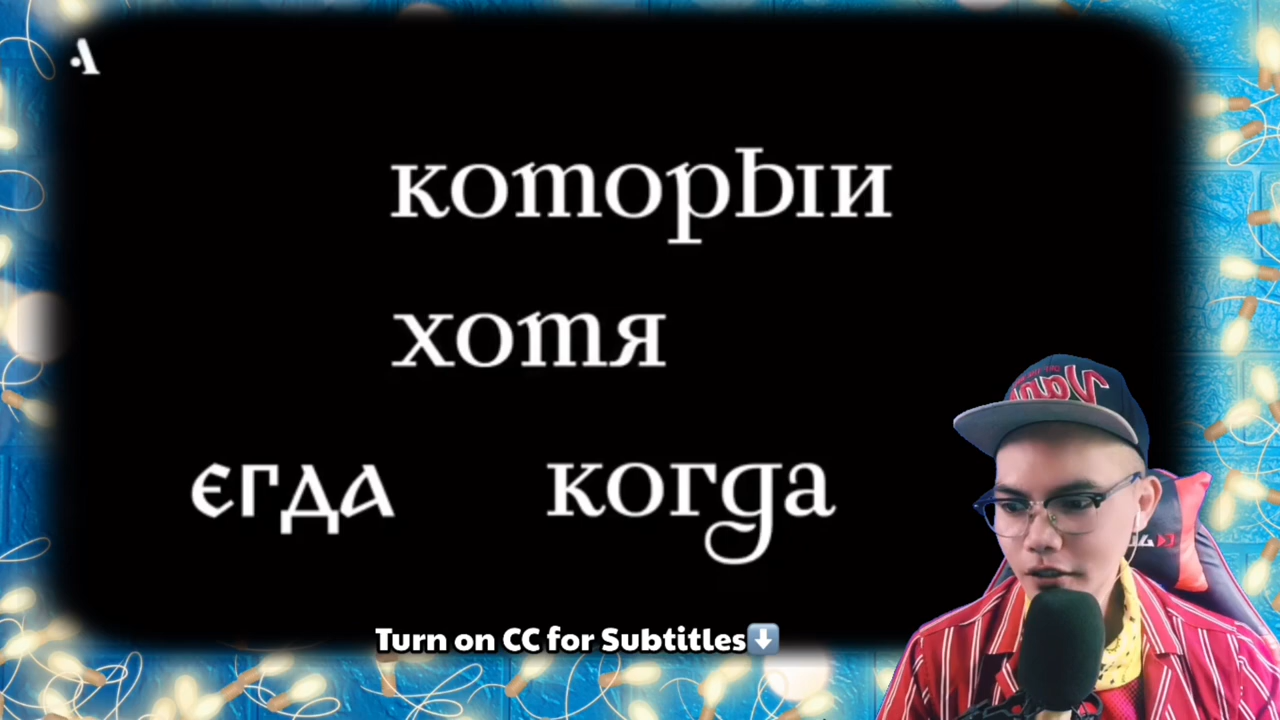 А
которыи
хотя
єгда когда
Turn on CC for Subtitles⬇️